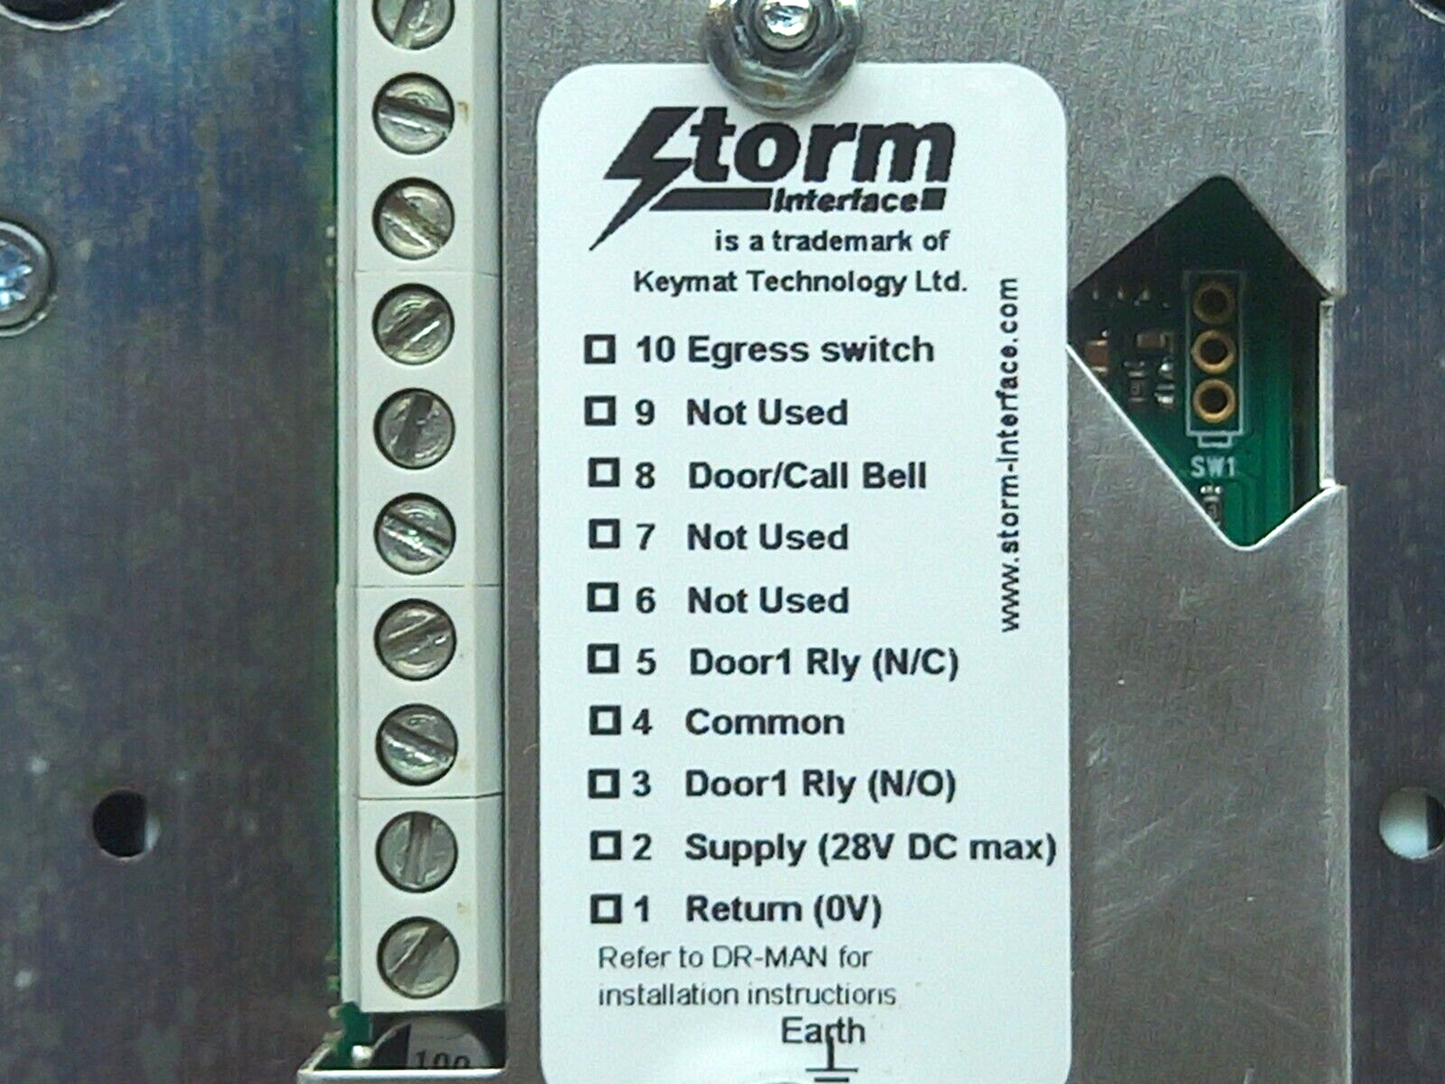 Storm
Interface
is a trademark of
Keymat Technology Ltd.
www.storm-interface.com
10 Egress switch
9 Not Used
8 Door/Call Bell
7 Not Used
6 Not Used
5 Door1 Rly (N/C)
4 Common
3 Door1 Rly (N/O)
2 Supply (28V DC max)
1 Return (0V)
Refer to DR-MAN for
installation instructions
Earth
SW1
100